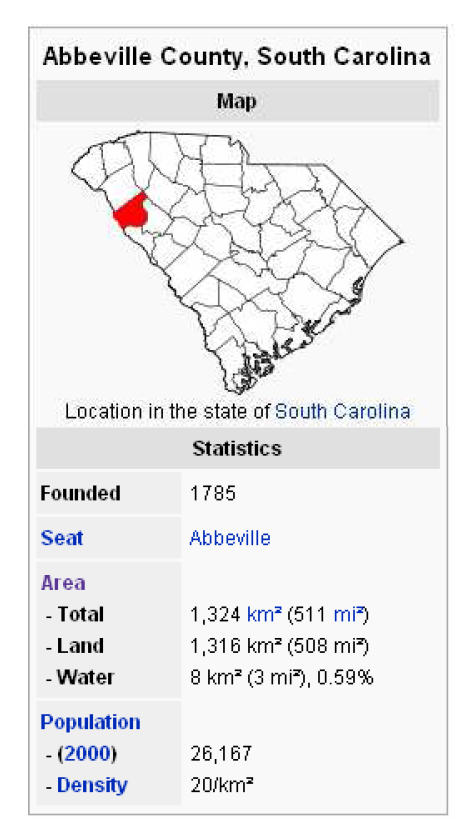 Abbeville County, South Carolina
Map
Location in the state of South Carolina
Statistics
Founded 1785
Seat Abbeville
Area
- Total 1,324 km² (511 mi²)
- Land 1,316 km² (508 mi²)
- Water 8 km² (3 mi²), 0.59%
Population
- (2000) 26,167
- Density 20/km²